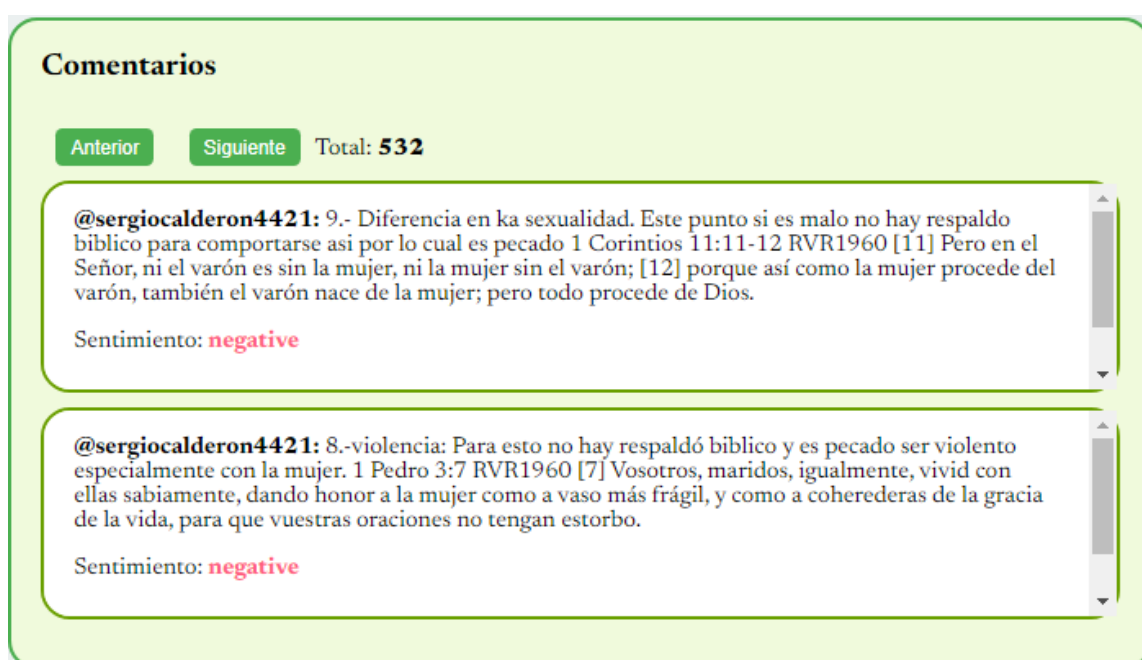 Comentarios
Anterior Siguiente Total: 532
@sergiocalderon4421: 9.- Diferencia en ka sexualidad. Este punto si es malo no hay respaldo
biblico para comportarse asi por lo cual es pecado 1 Corintios 11:11-12 RVR1960 [11] Pero en el
Señor, ni el varón es sin la mujer, ni la mujer sin el varón; [12] porque así como la mujer procede del
varón, también el varón nace de la mujer; pero todo procede de Dios.
Sentimiento: negative
@sergiocalderon4421: 8.-violencia: Para esto no hay respaldó biblico y es pecado ser violento
especialmente con la mujer. 1 Pedro 3:7 RVR1960 [7] Vosotros, maridos, igualmente, vivid con
ellas sabiamente, dando honor a la mujer como a vaso más frágil, y como a coherederas de la gracia
de la vida, para que vuestras oraciones no tengan estorbo.
Sentimiento: negative